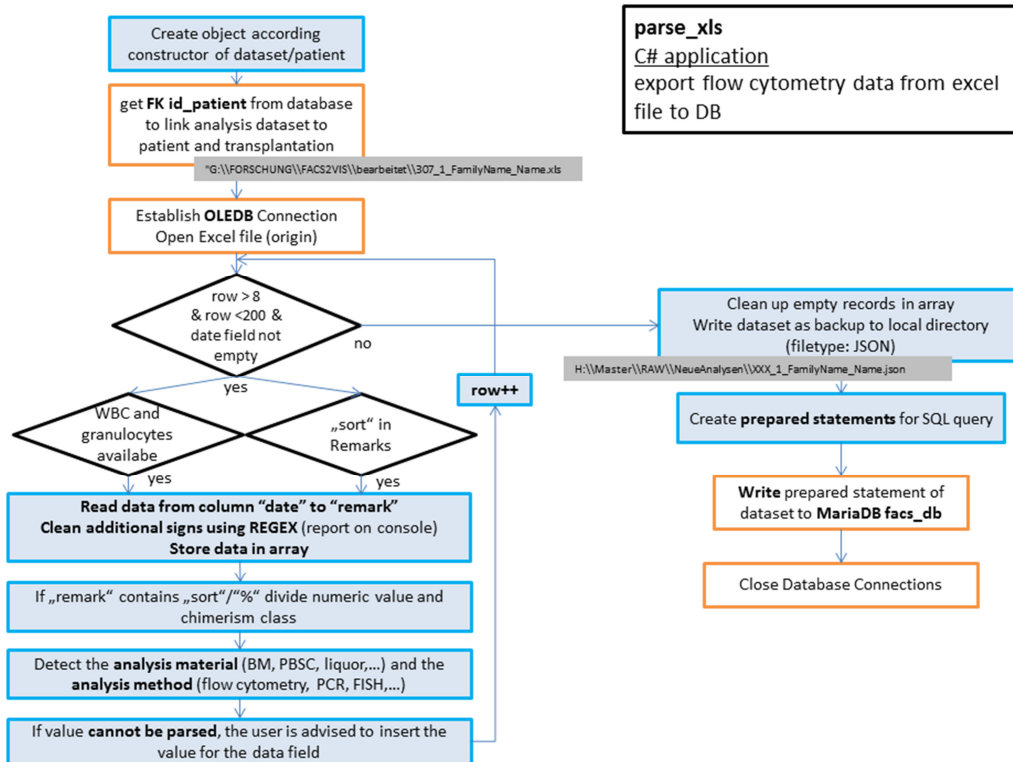 Create object according
constructor of dataset/patient
parse_xls
C# application
export flow cytometry data from excel
file to DB
get FK id_patient from database
to link analysis dataset to
patient and transplantation
"G:\\FORSCHUNG\\FACS2VIS\\bearbeitet\\307_1_FamilyName_Name.xls
Establish OLEDB Connection
Open Excel file (origin)
row > 8
& row <200 &
date field not
empty
no
yes
WBC and
granulocytes
availabe
yes
„sort“ in
Remarks
yes
row++
Read data from column “date” to “remark”
Clean additional signs using REGEX (report on console)
Store data in array
If „remark“ contains „sort“/“%“ divide numeric value and
chimerism class
Detect the analysis material (BM, PBSC, liquor,...) and the
analysis method (flow cytometry, PCR, FISH,...)
If value cannot be parsed, the user is advised to insert the
value for the data field
Clean up empty records in array
Write dataset as backup to local directory
(filetype: JSON)
H:\\Master\\RAW\\NeueAnalysen\\XXX_1_FamilyName_Name.json
Create prepared statements for SQL query
Write prepared statement of
dataset to MariaDB facs_db
Close Database Connections